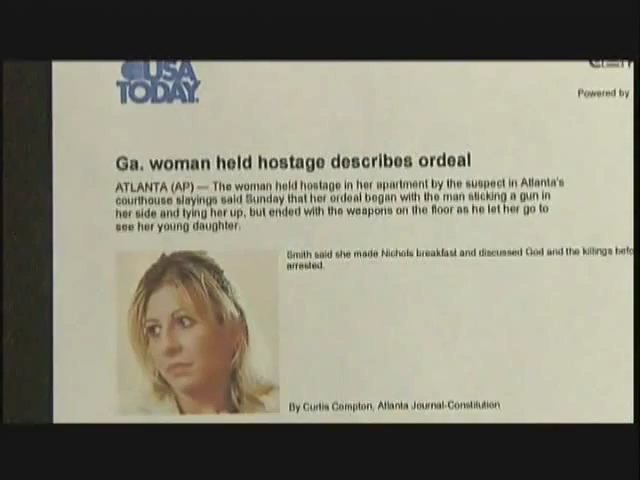 USA
TODAY.
Powered by
Ga. woman held hostage describes ordeal
ATLANTA (AP) — The woman held hostage in her apartment by the suspect in Atlanta's
courthouse slayings said Sunday that her ordeal began with the man sticking a gun in
her side and tying her up, but ended with the weapons on the floor as he let her go to
see her young daughter.
Smith said she made Nichols breakfast and discussed God and the killings
arrested.
By Curtis Compton, Atlanta Journal-Constitution